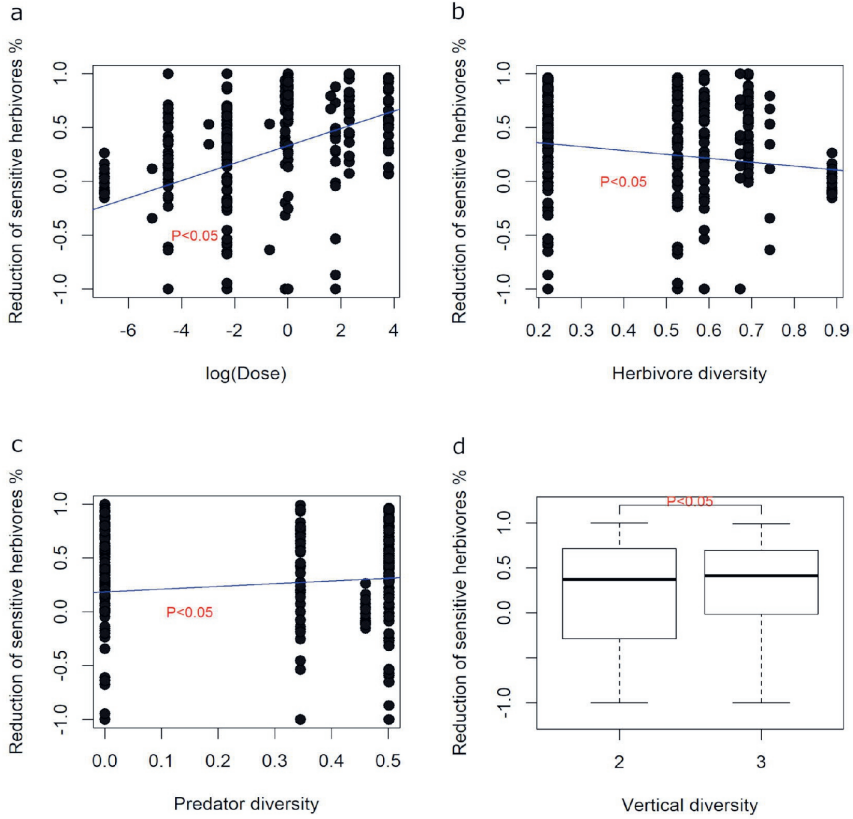 a
Reduction of sensitive herbivores %
1.0
0.5
0.0
-0.5
-1.0
P<0.05
-6 -4 -2 0 2 4
log(Dose)
b
Reduction of sensitive herbivores %
1.0
0.5
0.0
-0.5
-1.0
P<0.05
0.2 0.3 0.4 0.5 0.6 0.7 0.8 0.9
Herbivore diversity
c
Reduction of sensitive herbivores %
1.0
0.5
0.0
-0.5
-1.0
P<0.05
0.0 0.1 0.2 0.3 0.4 0.5
Predator diversity
d
Reduction of sensitive herbivores %
1.0
0.5
0.0
-1.0
P<0.05
2 3
Vertical diversity